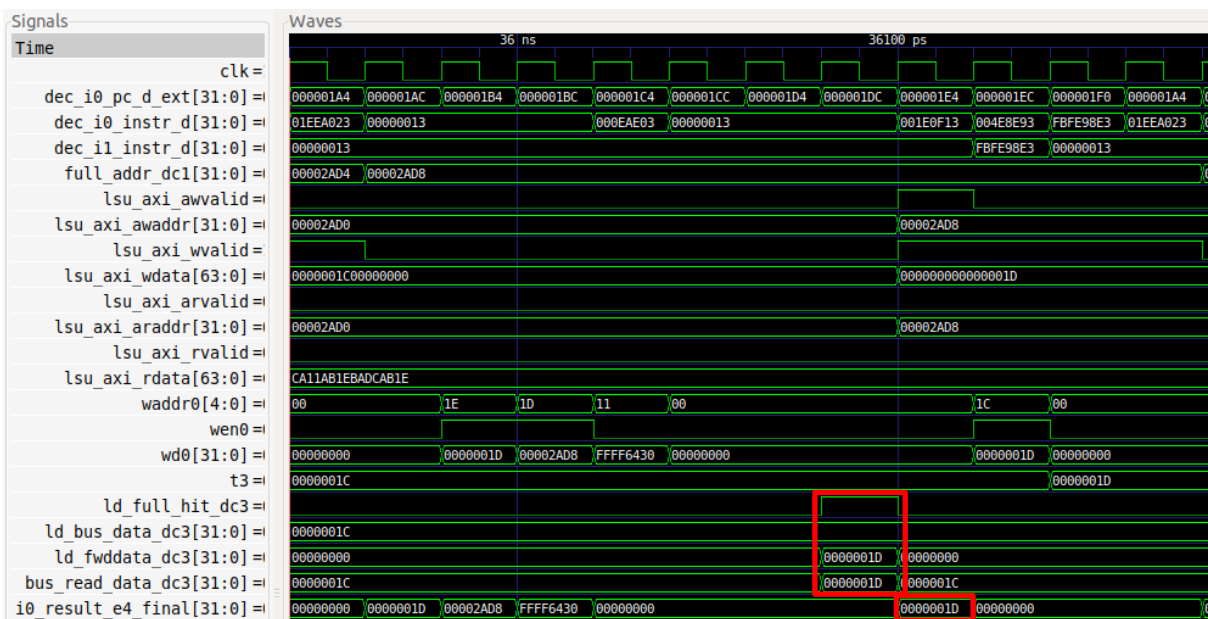 Signals Waves
Time 36 ns 36100 ps
clk=
dec_i0_pc_d_ext[31:0]= 000001A4 000001AC 000001B4 000001BC 000001C4 000001CC 000001D4 000001DC 000001E4 000001EC 000001F0 000001A4
dec_i0_instr_d[31:0]= 01EEA023 00000013 000EAE03 00000013 001E0F13 004E8E93 FBFE98E3 01EEA023
dec_i1_instr_d[31:0]= 00000013 FBFE98E3 00000013
full_addr_dc1[31:0]= 00002AD4 00002AD8
lsu_axi_awvalid=
lsu_axi_awaddr[31:0]= 00002AD0 00002AD8
lsu_axi_wvalid=
lsu_axi_wdata[63:0]= 0000001C00000000 000000000000001D
lsu_axi_arvalid=
lsu_axi_araddr[31:0]= 00002AD0 00002AD8
lsu_axi_rvalid=
lsu_axi_rdata[63:0]= CA11AB1EBADCAB1E
waddr0[4:0]= 00 1E 1D 11 00 1C 00
wen0=
wd0[31:0]= 00000000 0000001D 00002AD8 FFFF6430 00000000 0000001D 00000000
t3= 0000001C 0000001D
ld_full_hit_dc3=
ld_bus_data_dc3[31:0]= 0000001C
ld_fwddata_dc3[31:0]= 00000000 0000001D 00000000
bus_read_data_dc3[31:0]= 0000001C 0000001D 0000001C
i0_result_e4_final[31:0]= 00000000 0000001D 00002AD8 FFFF6430 00000000 0000001D 00000000